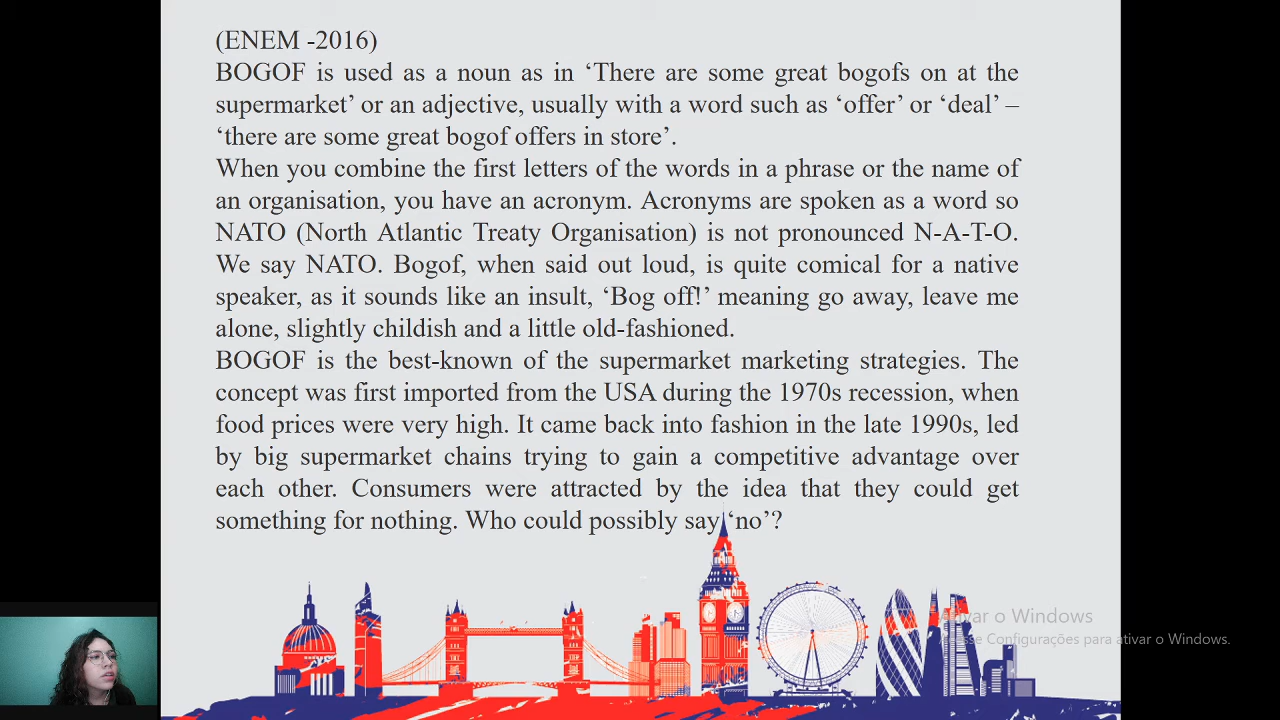 (ENEM -2016)
BOGOF is used as a noun as in ‘There are some great bogofs on at the
supermarket’ or an adjective, usually with a word such as ‘offer’ or ‘deal’ –
‘there are some great bogof offers in store’.
When you combine the first letters of the words in a phrase or the name of
an organisation, you have an acronym. Acronyms are spoken as a word so
NATO (North Atlantic Treaty Organisation) is not pronounced N-A-T-O.
We say NATO. Bogof, when said out loud, is quite comical for a native
speaker, as it sounds like an insult, ‘Bog off!’ meaning go away, leave me
alone, slightly childish and a little old-fashioned.
BOGOF is the best-known of the supermarket marketing strategies. The
concept was first imported from the USA during the 1970s recession, when
food prices were very high. It came back into fashion in the late 1990s, led
by big supermarket chains trying to gain a competitive advantage over
each other. Consumers were attracted by the idea that they could get
something for nothing. Who could possibly say ‘no’?
Ativar o Windows
Acesse Configurações para ativar o Windows.